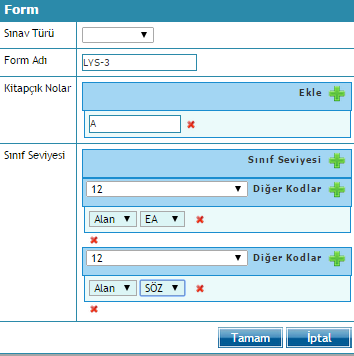 Form
Sınav Türü
Form Adı LYS-3
Kitapçık Nolar Ekle
A
Sınıf Seviyesi Sınıf Seviyesi
12 Diğer Kodlar
Alan EA
12 Diğer Kodlar
Alan SÖZ
Tamam İptal